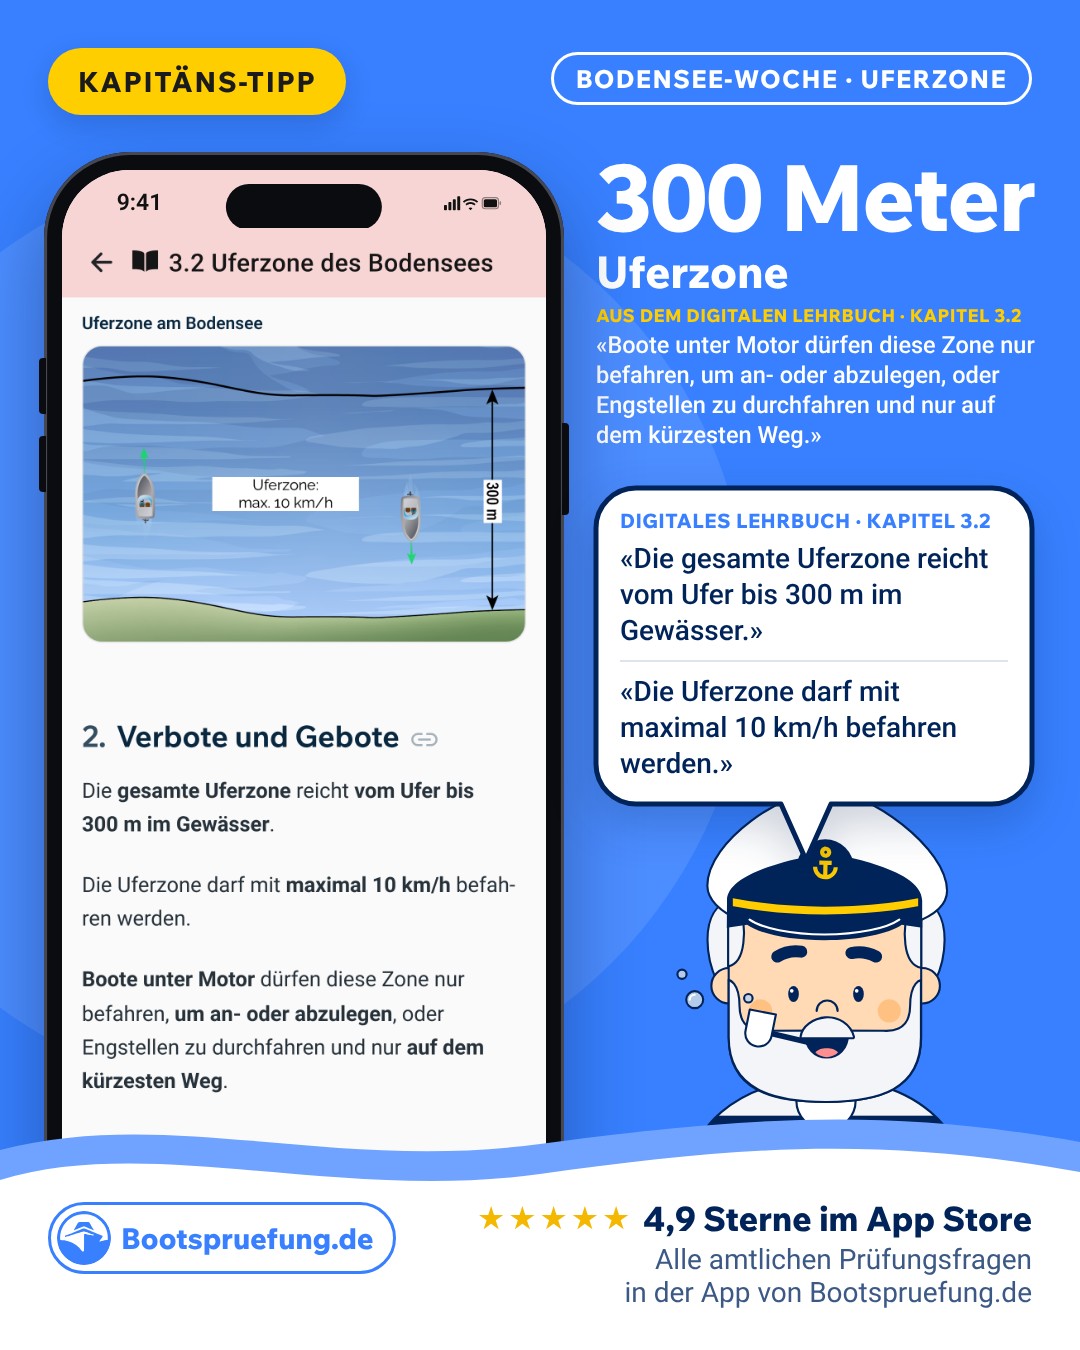 KAPITÄNS-TIPP
BODENSEE-WOCHE · UFERZONE
9:41
3.2 Uferzone des Bodensees
Uferzone am Bodensee
Uferzone:
max. 10 km/h
300 m
2. Verbote und Gebote
Die gesamte Uferzone reicht vom Ufer bis
300 m im Gewässer.
Die Uferzone darf mit maximal 10 km/h befah-
ren werden.
Boote unter Motor dürfen diese Zone nur
befahren, um an- oder abzulegen, oder
Engstellen zu durchfahren und nur auf dem
kürzesten Weg.
300 Meter
Uferzone
AUS DEM DIGITALEN LEHRBUCH · KAPITEL 3.2
«Boote unter Motor dürfen diese Zone nur
befahren, um an- oder abzulegen, oder
Engstellen zu durchfahren und nur auf
dem kürzesten Weg.»
DIGITALES LEHRBUCH · KAPITEL 3.2
«Die gesamte Uferzone reicht
vom Ufer bis 300 m im
Gewässer.»
«Die Uferzone darf mit
maximal 10 km/h befahren
werden.»
Bootspruefung.de
★★★★★ 4,9 Sterne im App Store
Alle amtlichen Prüfungsfragen
in der App von Bootspruefung.de